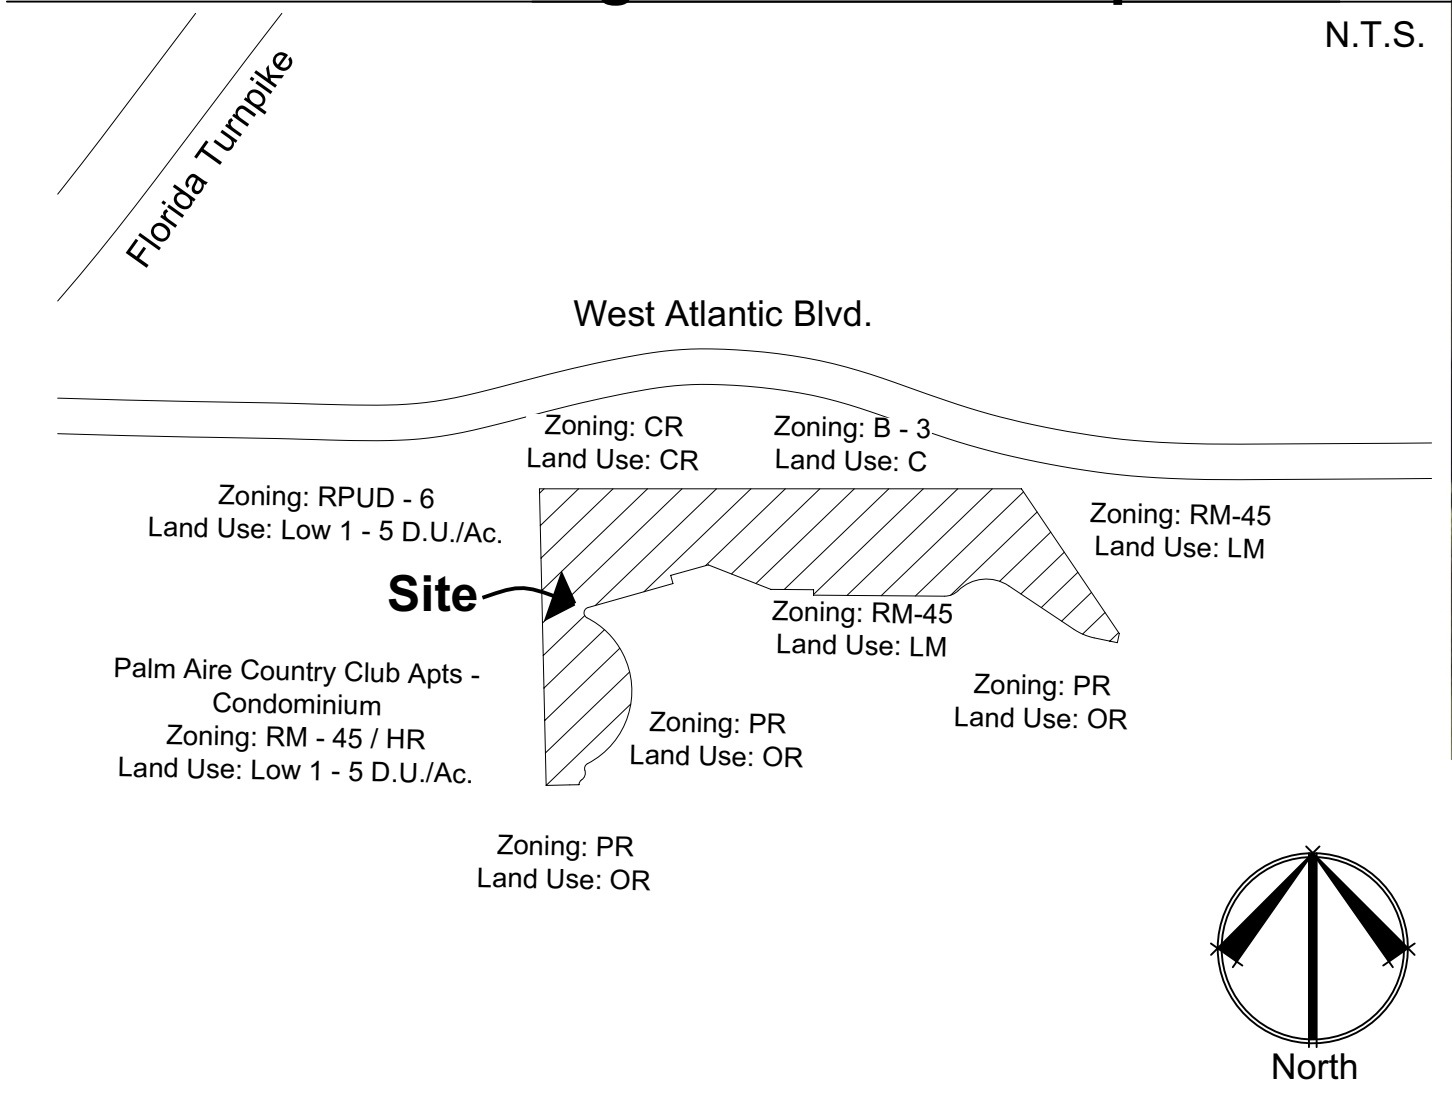 N.T.S.
Florida Turnpike
West Atlantic Blvd.
Zoning: CR
Land Use: CR
Zoning: B - 3
Land Use: C
Zoning: RPUD - 6
Land Use: Low 1 - 5 D.U./Ac.
Zoning: RM-45
Land Use: LM
Site
Zoning: RM-45
Land Use: LM
Palm Aire Country Club Apts -
Condominium
Zoning: RM - 45 / HR
Land Use: Low 1 - 5 D.U./Ac.
Zoning: PR
Land Use: OR
Zoning: PR
Land Use: OR
Zoning: PR
Land Use: OR
North